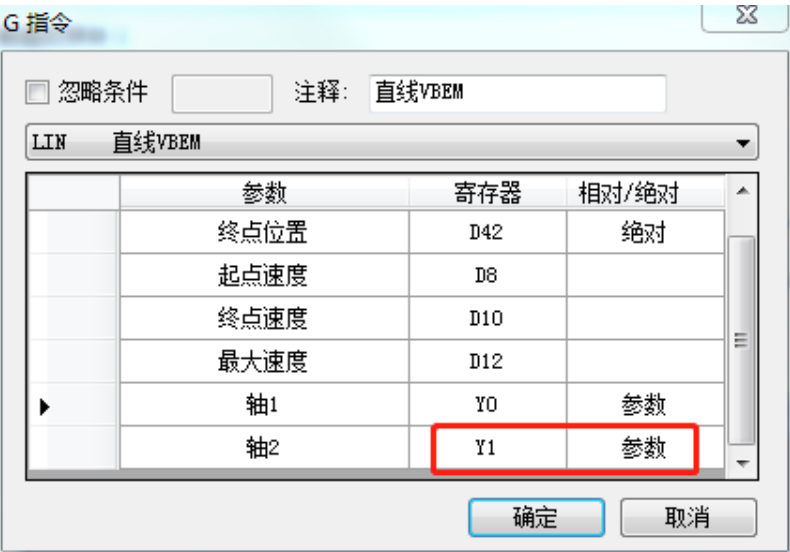 G 指令
忽略条件 注释: 直线VBEM
LIN 直线VBEM
参数 寄存器 相对/绝对
终点位置 D42 绝对
起点速度 D8
终点速度 D10
最大速度 D12
轴1 Y0 参数
轴2 Y1 参数
确定 取消